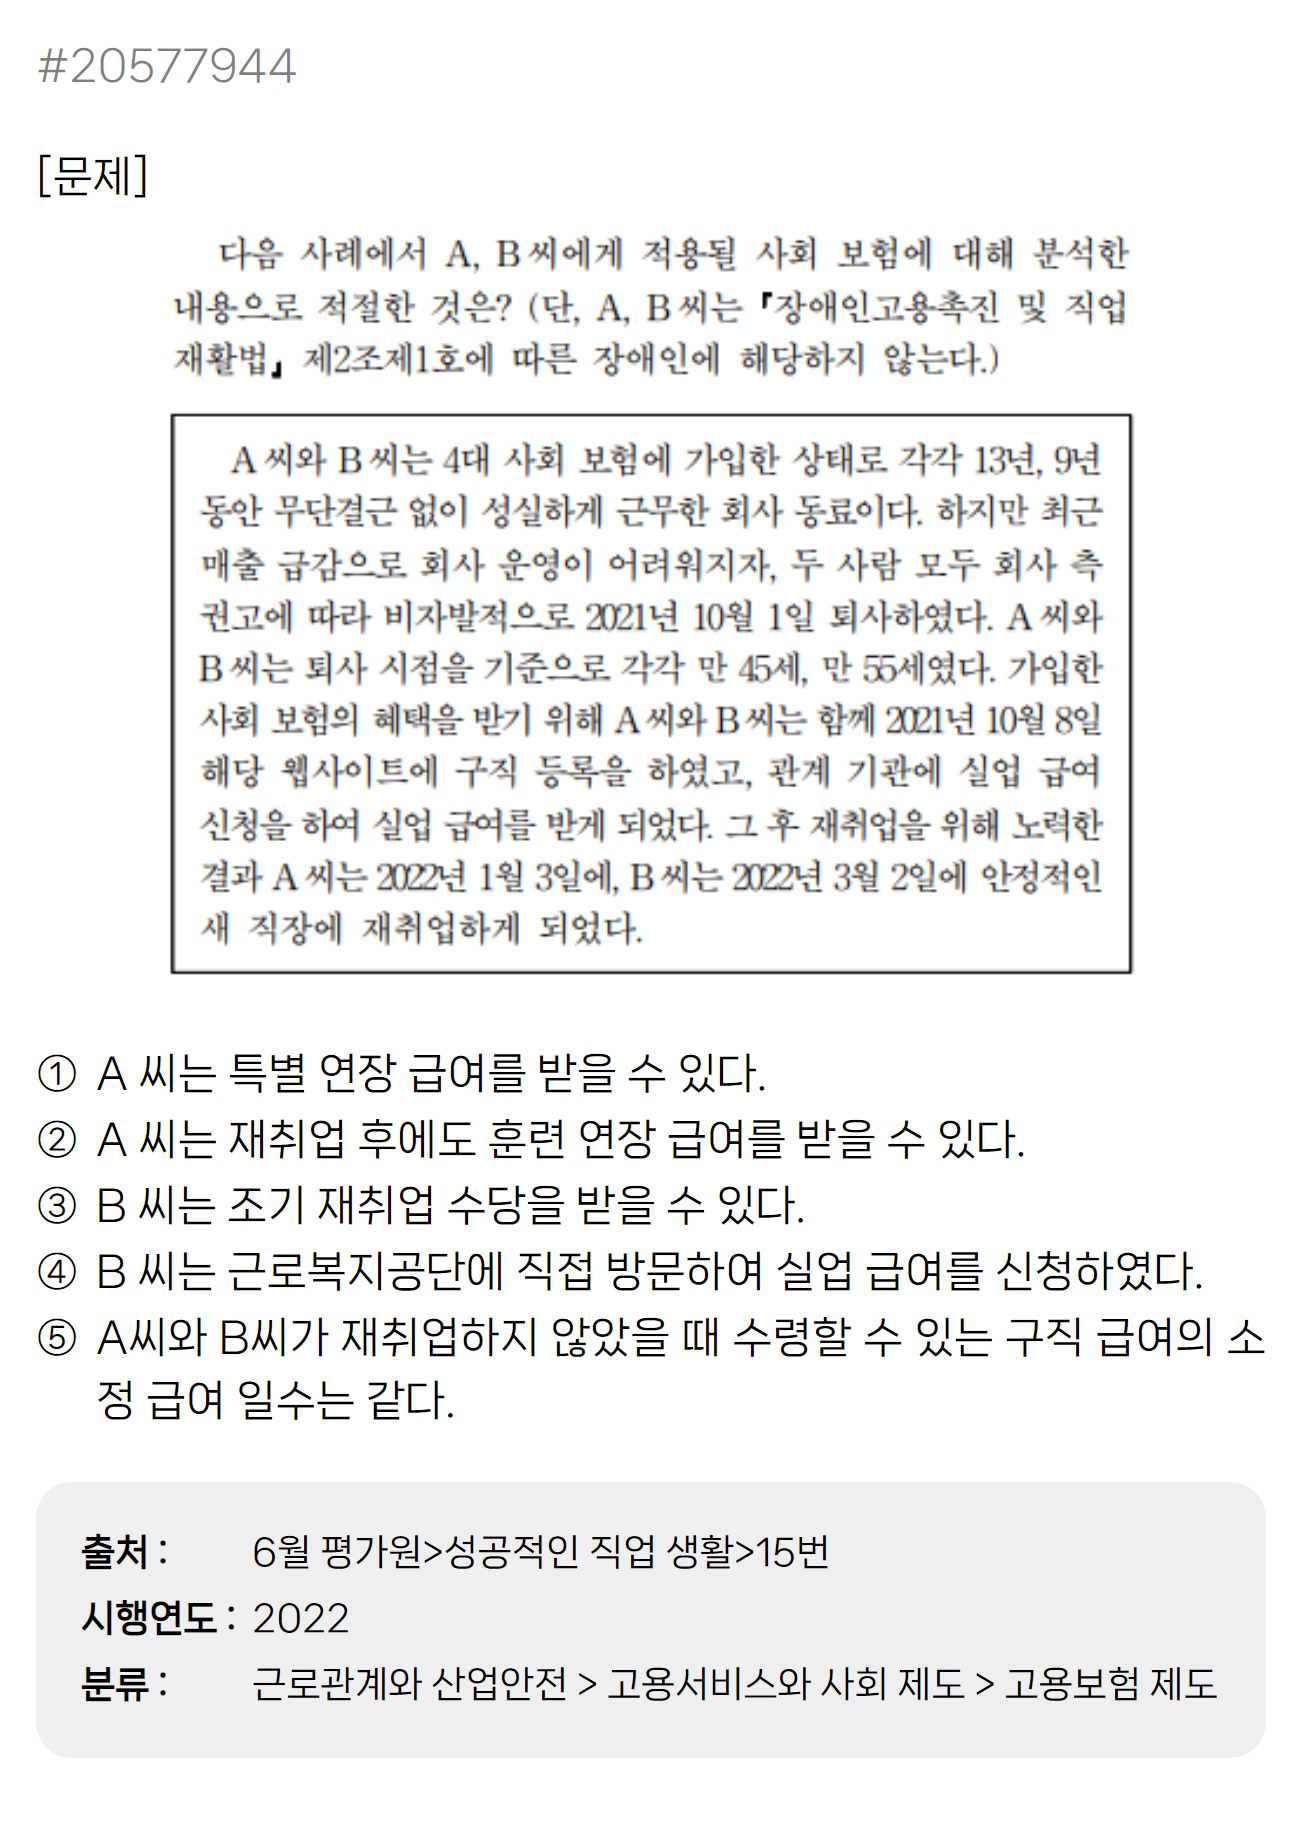 #20577944
[문제]
다음 사례에서 A, B씨에게 적용될 사회 보험에 대해 분석한
내용으로 적절한 것은? (단, A, B씨는 『장애인고용촉진 및 직업
재활법』 제2조제1호에 따른 장애인에 해당하지 않는다.)
A씨와 B씨는 4대 사회 보험에 가입한 상태로 각각 13년, 9년
동안 무단결근 없이 성실하게 근무한 회사 동료이다. 하지만 최근
매출 급감으로 회사 운영이 어려워지자, 두 사람 모두 회사 측
권고에 따라 비자발적으로 2021년 10월 1일 퇴사하였다. A씨와
B씨는 퇴사 시점을 기준으로 각각 만 45세, 만 55세였다. 가입한
사회 보험의 혜택을 받기 위해 A씨와 B씨는 함께 2021년 10월 8일
해당 웹사이트에 구직 등록을 하였고, 관계 기관에 실업 급여
신청을 하여 실업 급여를 받게 되었다. 그 후 재취업을 위해 노력한
결과 A씨는 2022년 1월 3일에, B씨는 2022년 3월 2일에 안정적인
새 직장에 재취업하게 되었다.
① A 씨는 특별 연장 급여를 받을 수 있다.
② A 씨는 재취업 후에도 훈련 연장 급여를 받을 수 있다.
③ B 씨는 조기 재취업 수당을 받을 수 있다.
④ B 씨는 근로복지공단에 직접 방문하여 실업 급여를 신청하였다.
⑤ A씨와 B씨가 재취업하지 않았을 때 수령할 수 있는 구직 급여의 소
정 급여 일수는 같다.
출처 : 6월 평가원>성공적인 직업 생활>15번
시행연도 : 2022
분류 : 근로관계와 산업안전 > 고용서비스와 사회 제도 > 고용보험 제도